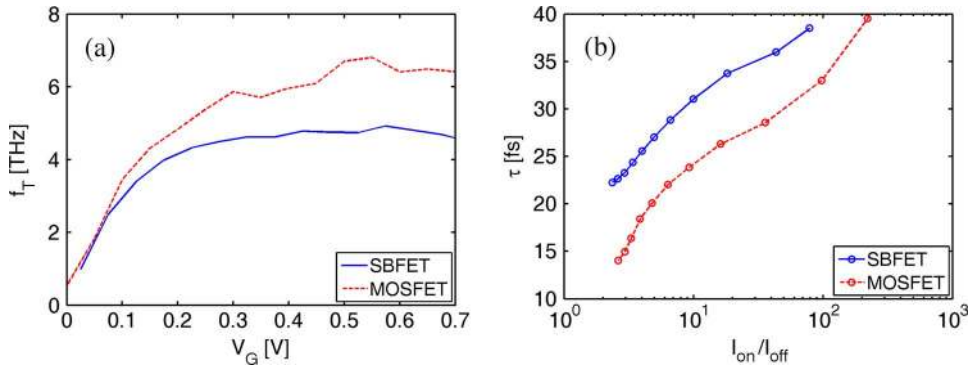 (a)
f_T [THz]
8
6
4
2
0
0 0.1 0.2 0.3 0.4 0.5 0.6 0.7
V_G [V]
SBFET
MOSFET
(b)
τ [fs]
40
35
30
25
20
15
10
10^0 10^1 10^2 10^3
I_on/I_off
SBFET
MOSFET